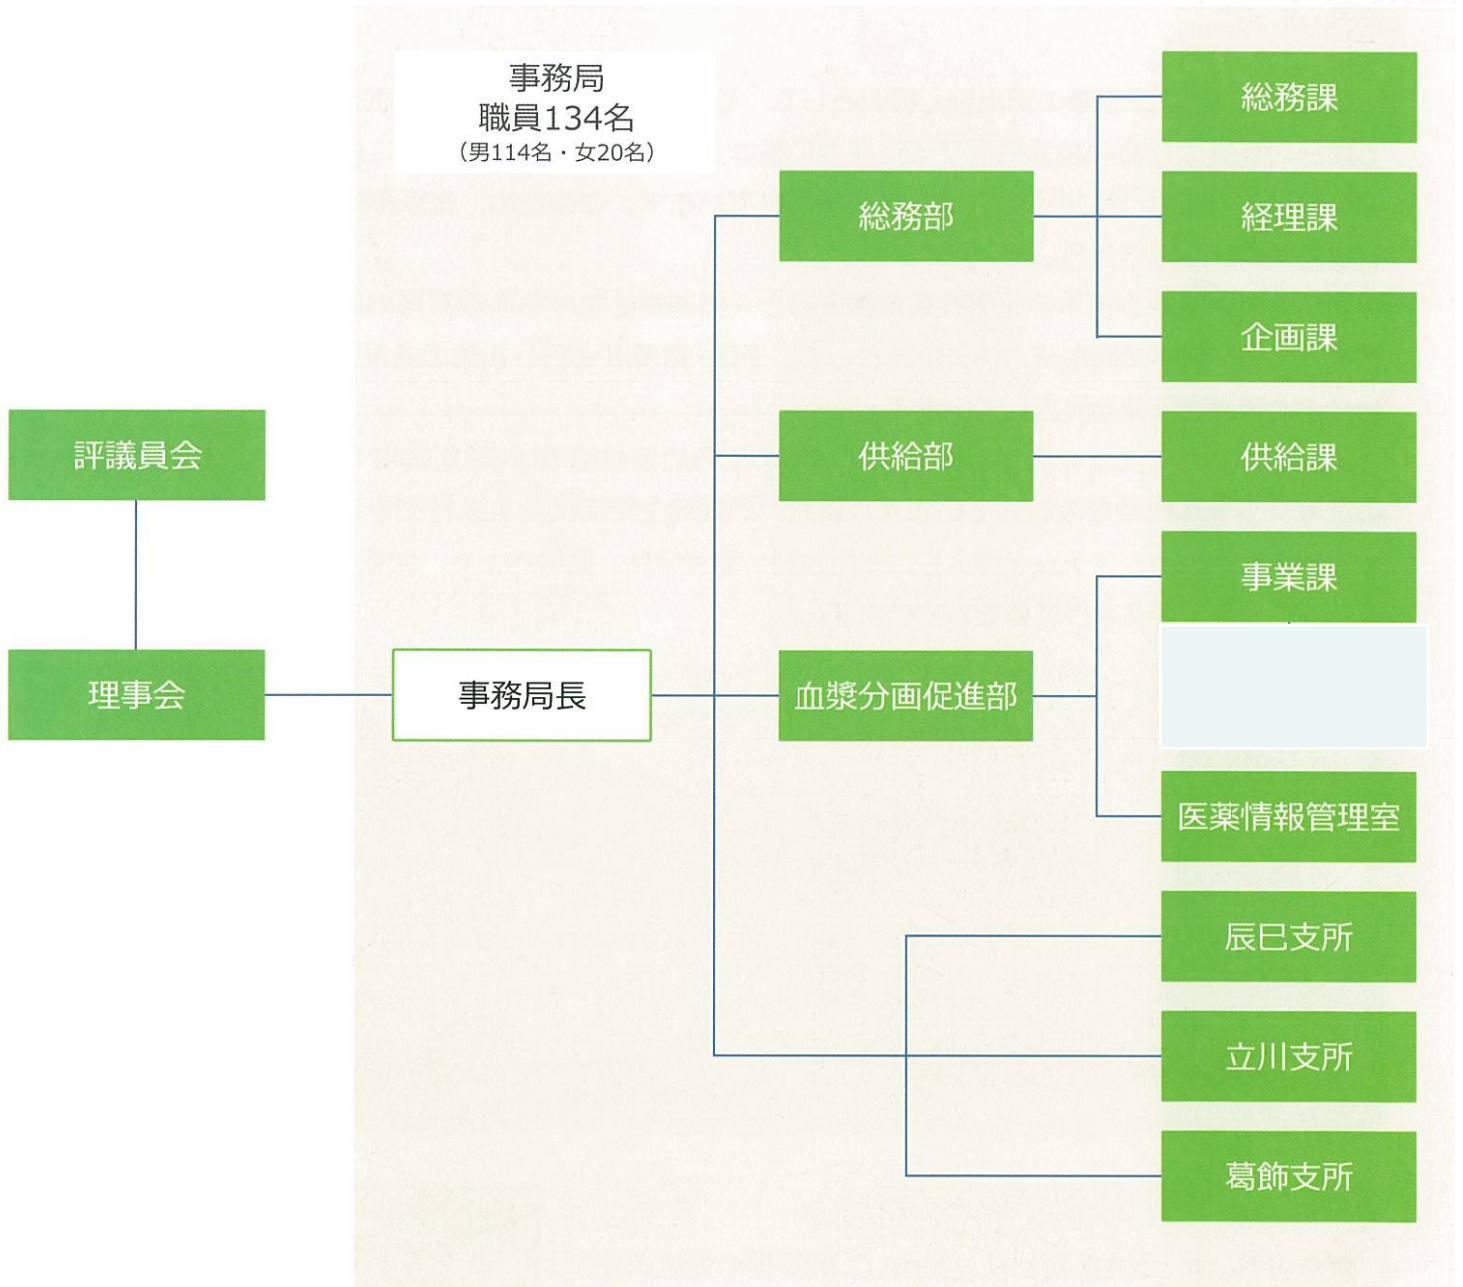 事務局
職員134名
(男114名・女20名)
総務課
総務部
経理課
企画課
評議員会
供給部
供給課
事業課
理事会
事務局長
血漿分画促進部
医薬情報管理室
辰巳支所
立川支所
葛飾支所